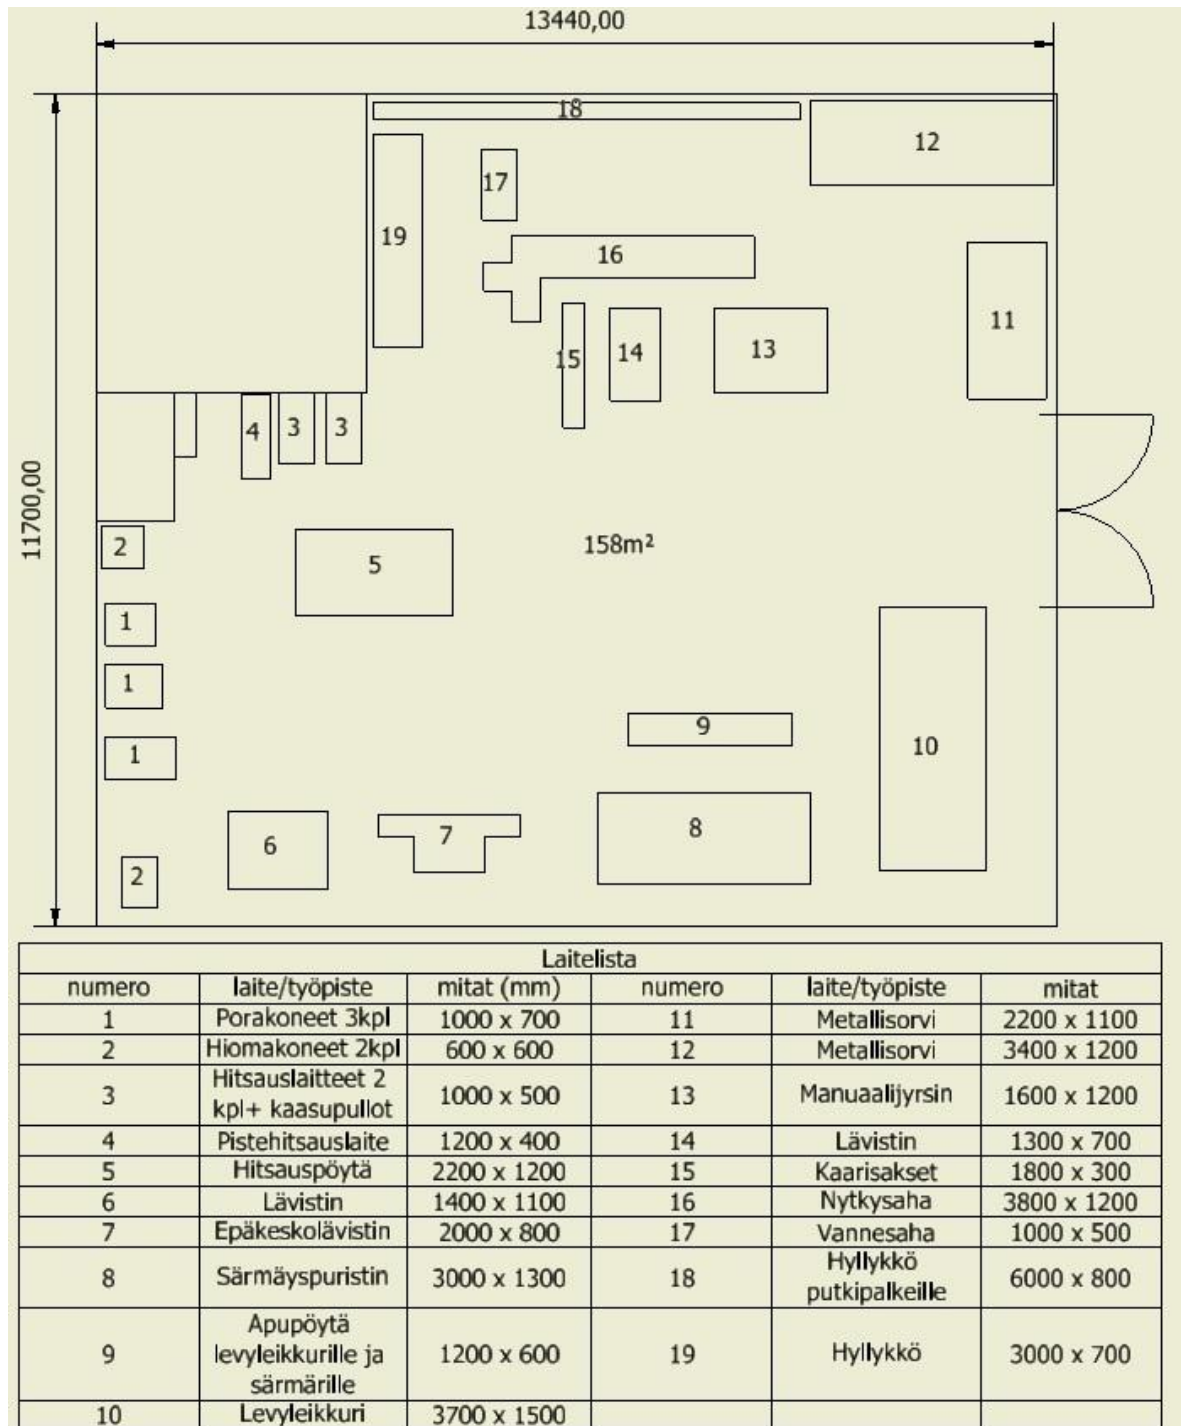 13440,00
18
12
17
19
16
11
15
14
13
4
3
3
11700,00
2
5
158m²
1
1
1
9
10
8
7
6
2
Laitelista
numero laite/työpiste mitat (mm) numero laite/työpiste mitat
1 Porakoneet 3kpl 1000 x 700 11 Metallisorvi 2200 x 1100
2 Hiomakoneet 2kpl 600 x 600 12 Metallisorvi 3400 x 1200
3 Hitsauslaitteet 2
kpl+ kaasupullot 1000 x 500 13 Manuaalijyrsin 1600 x 1200
4 Pistehitsauslaite 1200 x 400 14 Lävistin 1300 x 700
5 Hitsauspöytä 2200 x 1200 15 Kaarisakset 1800 x 300
6 Lävistin 1400 x 1100 16 Nytkysaha 3800 x 1200
7 Epäkeskolävistin 2000 x 800 17 Vannesaha 1000 x 500
8 Särmäyspuristin 3000 x 1300 18 Hyllykkö
putkipalkeille 6000 x 800
9 Apupöytä
levyleikkurille ja
särmärille 1200 x 600 19 Hyllykkö 3000 x 700
10 Levyleikkuri 3700 x 1500